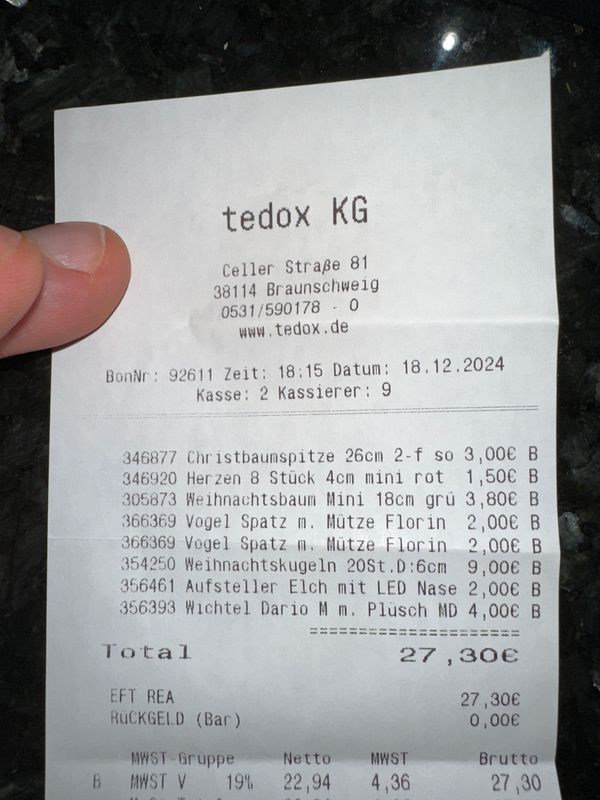 tedox KG
Celler Straße 81
38114 Braunschweig
0531/590178 - 0
www.tedox.de
BonNr: 92611 Zeit: 18:15 Datum: 18.12.2024
Kasse: 2 Kassierer: 9
346877 Christbaumspitze 26cm 2-f so 3,00€ B
346920 Herzen 8 Stück 4cm mini rot 1,50€ B
305873 Weihnachtsbaum Mini 18cm grü 3,80€ B
366369 Vogel Spatz m. Mütze Florin 2,00€ B
366369 Vogel Spatz m. Mütze Florin 2,00€ B
354250 Weihnachtskugeln 20St.D:6cm 9,00€ B
356461 Aufsteller Elch mit LED Nase 2,00€ B
356393 Wichtel Dario M m. Plüsch MD 4,00€ B
====================
Total 27,30€
EFT REA 27,30€
RüCKGELD (Bar) 0,00€
MWST-Gruppe Netto MWST Brutto
B MWST V 19% 22,94 4,36 27,30